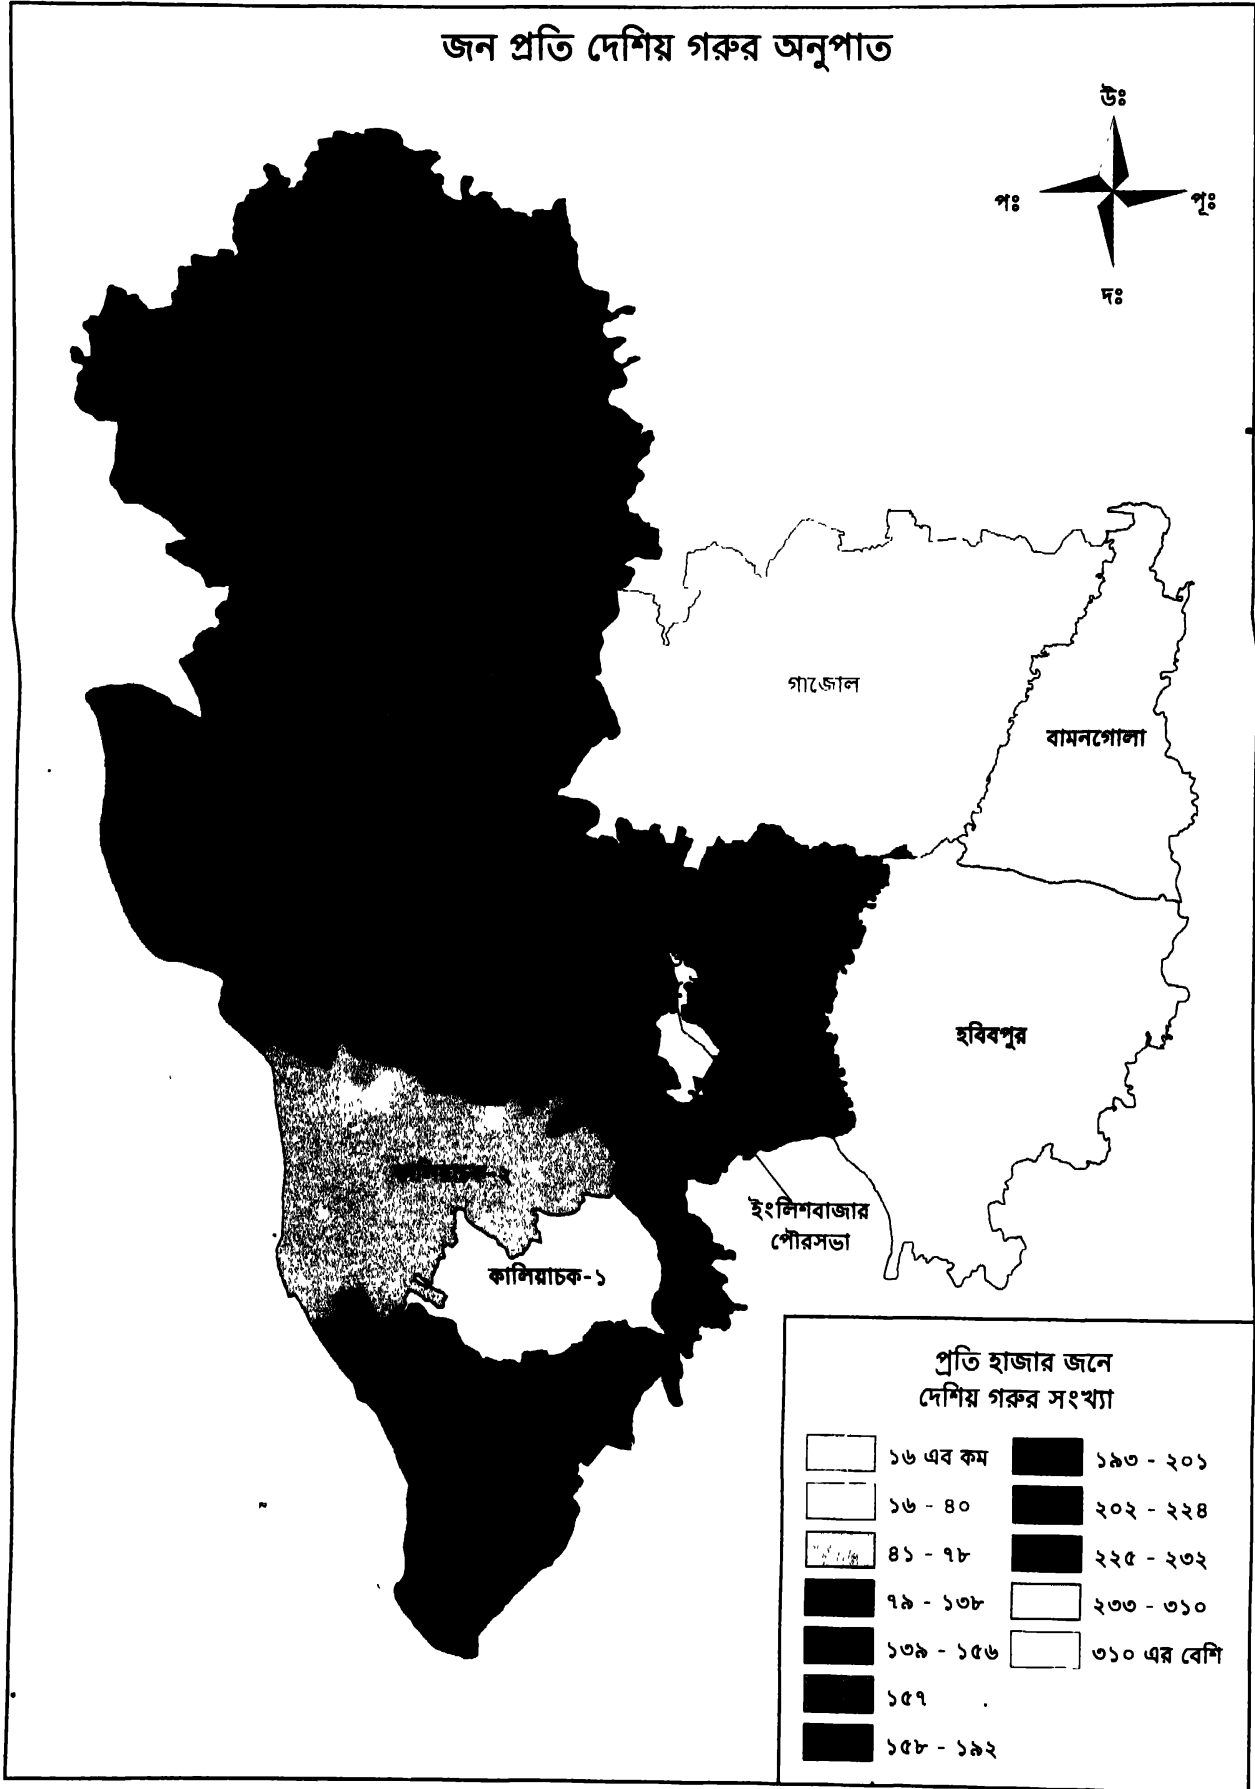 জন প্রতি দেশিয় গরুর অনুপাত
উঃ
পঃ
পূঃ
দঃ
গাজোল
বামনগোলা
হবিবপুর
ইংলিশবাজার
পৌরসভা
কালিয়াচক-১
প্রতি হাজার জনে
দেশিয় গরুর সংখ্যা
১৬ এব কম
১৬ - ৪০
৪১ - ৭৮
৭৯ - ১৩৮
১৩৯ - ১৫৬
১৫৭
১৫৮ - ১৯২
১৯৩ - ২০১
২০২ - ২২৪
২২৫ - ২৩২
২৩৩ - ৩১০
৩১০ এর বেশি